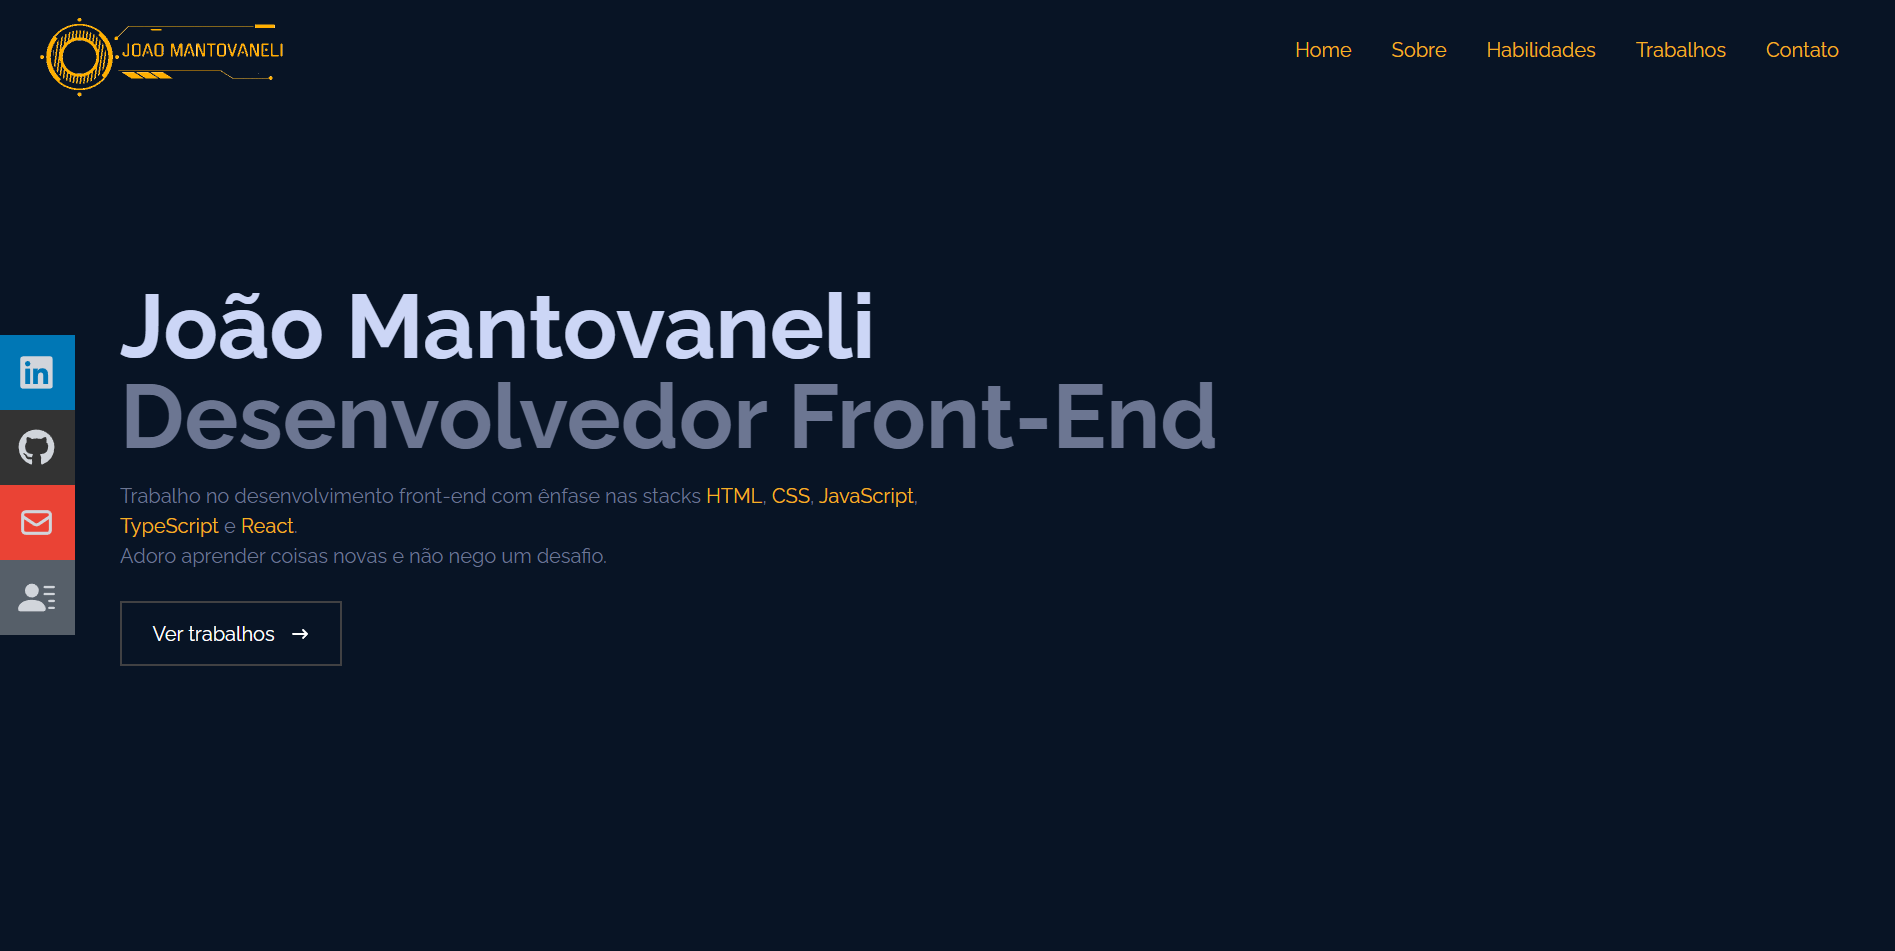 JOAO MANTOVANELI
Home Sobre Habilidades Trabalhos Contato
João Mantovaneli
Desenvolvedor Front-End
in
Trabalho no desenvolvimento front-end com ênfase nas stacks HTML, CSS, JavaScript,
TypeScript e React.
Adoro aprender coisas novas e não nego um desafio.
Ver trabalhos →